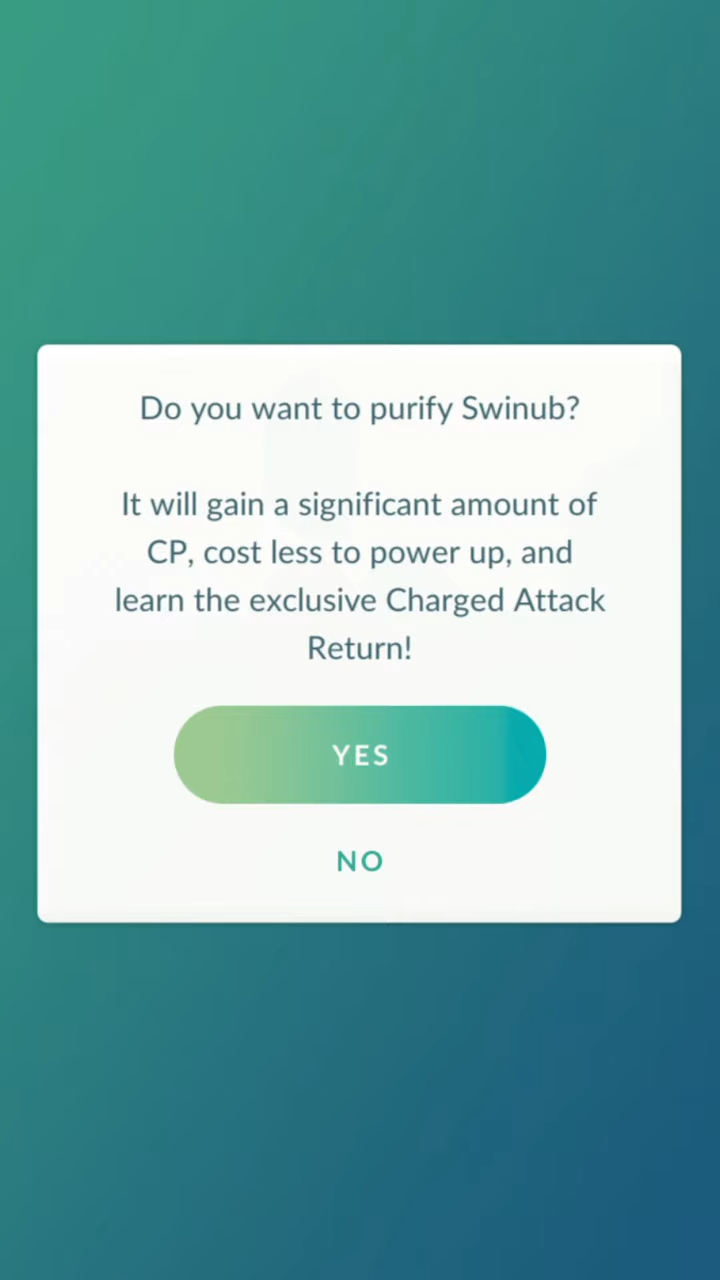 Do you want to purify Swinub?
It will gain a significant amount of
CP, cost less to power up, and
learn the exclusive Charged Attack
Return!
YES
NO